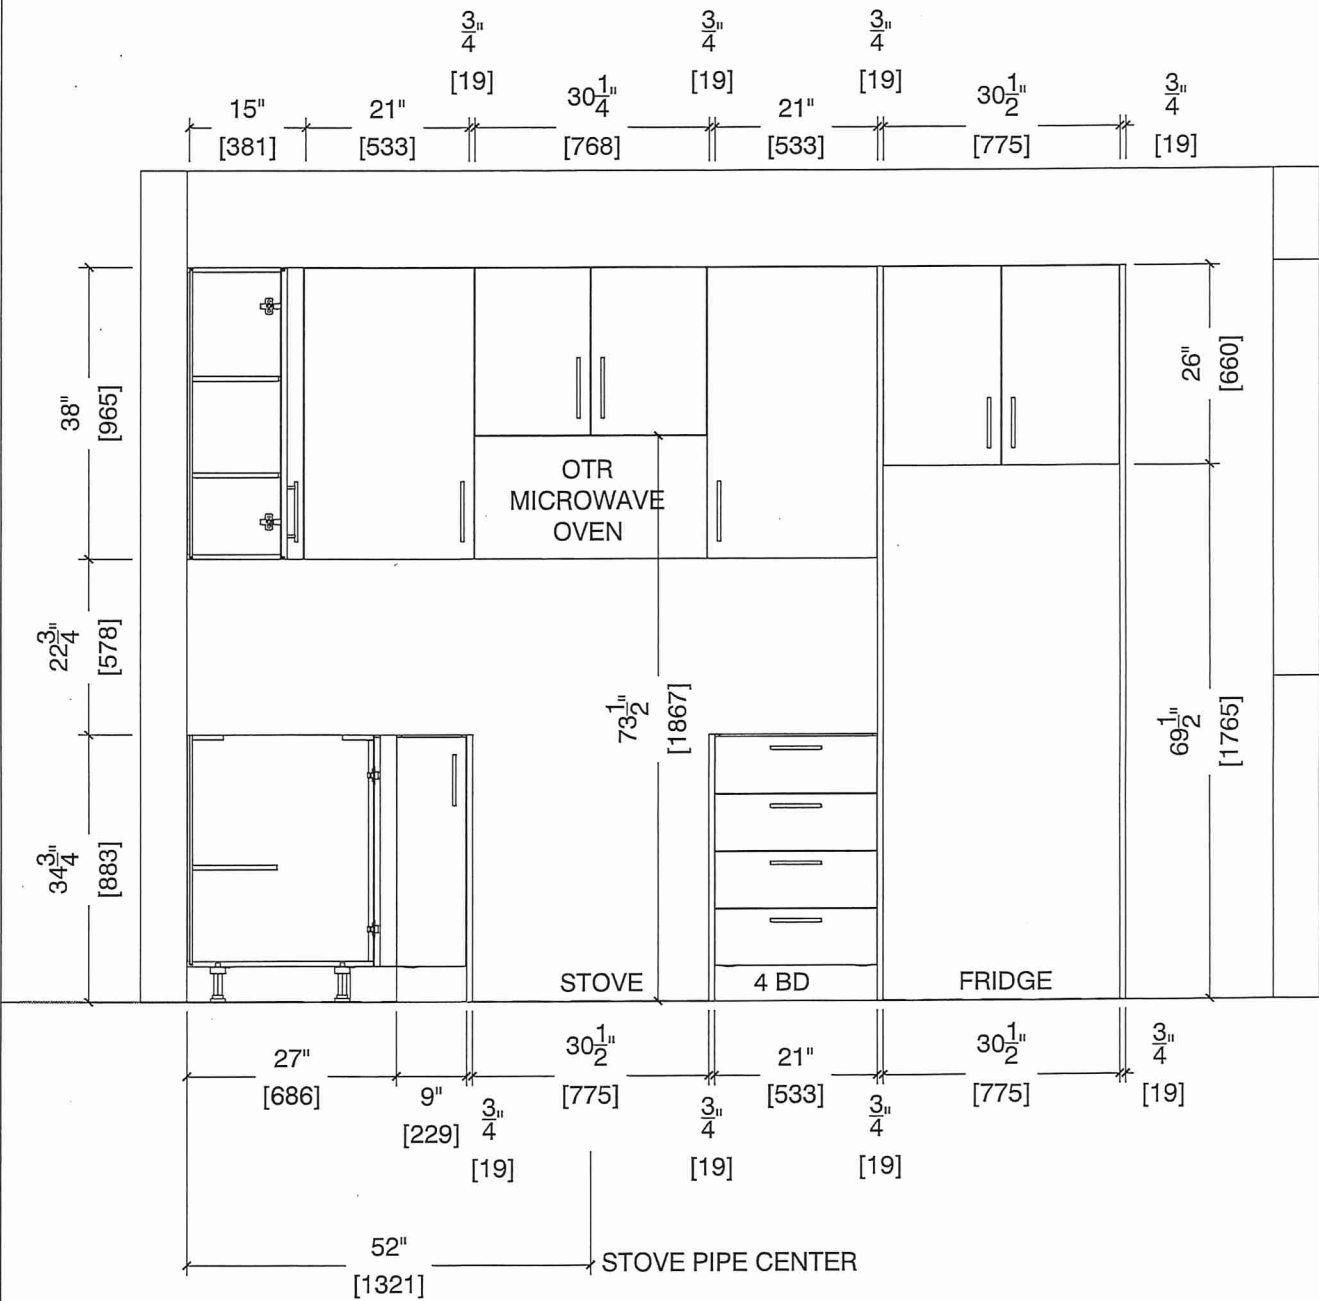 3/4" 3/4" 3/4"
[19] [19] [19]
15" 21" 30 1/4" 21" 30 1/2" 3/4"
[381] [533] [768] [533] [775] [19]
38"
[965]
26"
[660]
OTR
MICROWAVE
OVEN
22 3/4"
[578]
73 1/2"
[1867]
69 1/2"
[1765]
34 3/4"
[883]
STOVE 4 BD FRIDGE
27" 9" 30 1/2" 21" 30 1/2" 3/4"
[686] [229] [775] [533] [775] [19]
3/4" 3/4" 3/4"
[19] [19] [19]
52"
[1321]
STOVE PIPE CENTER